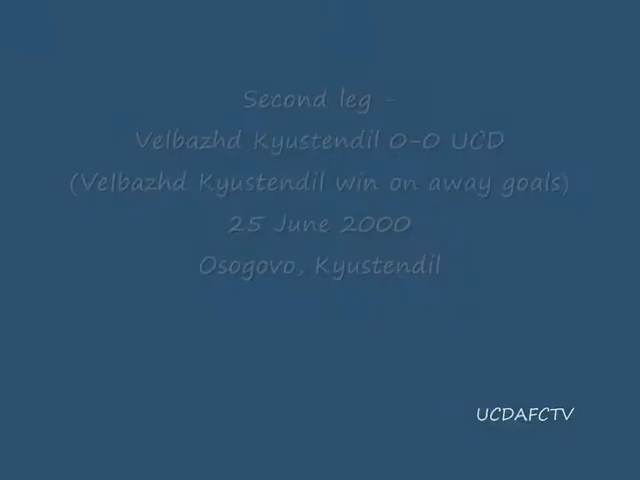 Second leg -
Velbazhd Kyustendil 0-0 UCD
(Velbazhd Kyustendil win on away goals)
25 June 2000
Osogovo, Kyustendil
UCDAFCTV